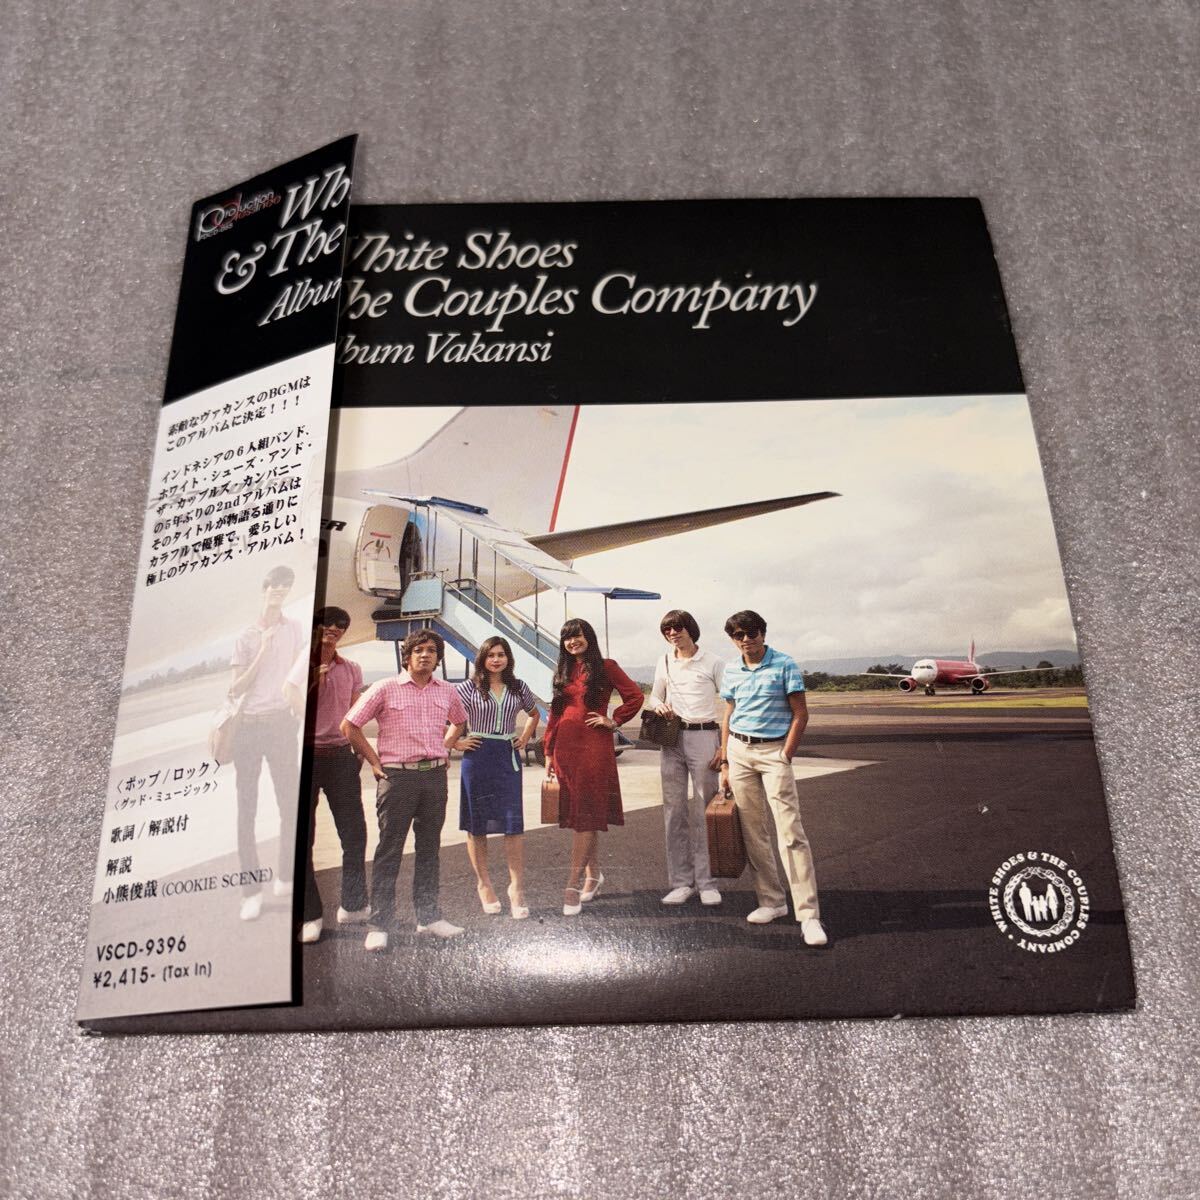 production
dessinee
PDCD-055
Wh
& The
Album
White Shoes
The Couples Company
Album Vakansi
素敵なヴァカンスのBGMは
このアルバムに決定!!!
インドネシアの6人組バンド、
ホワイト・シューズ・アンド・
ザ・カップルズ・カンパニー
の5年ぶりの2ndアルバムは
そのタイトルが物語る通りに
カラフルで優雅で、愛らしい
極上のヴァカンス・アルバム!
〈ポップ/ロック〉
〈グッド・ミュージック〉
歌詞/解説付
解説
小熊俊哉(COOKIE SCENE)
VSCD-9396
¥2,415- (Tax In)
WHITE SHOES & THE COUPLES COMPANY •